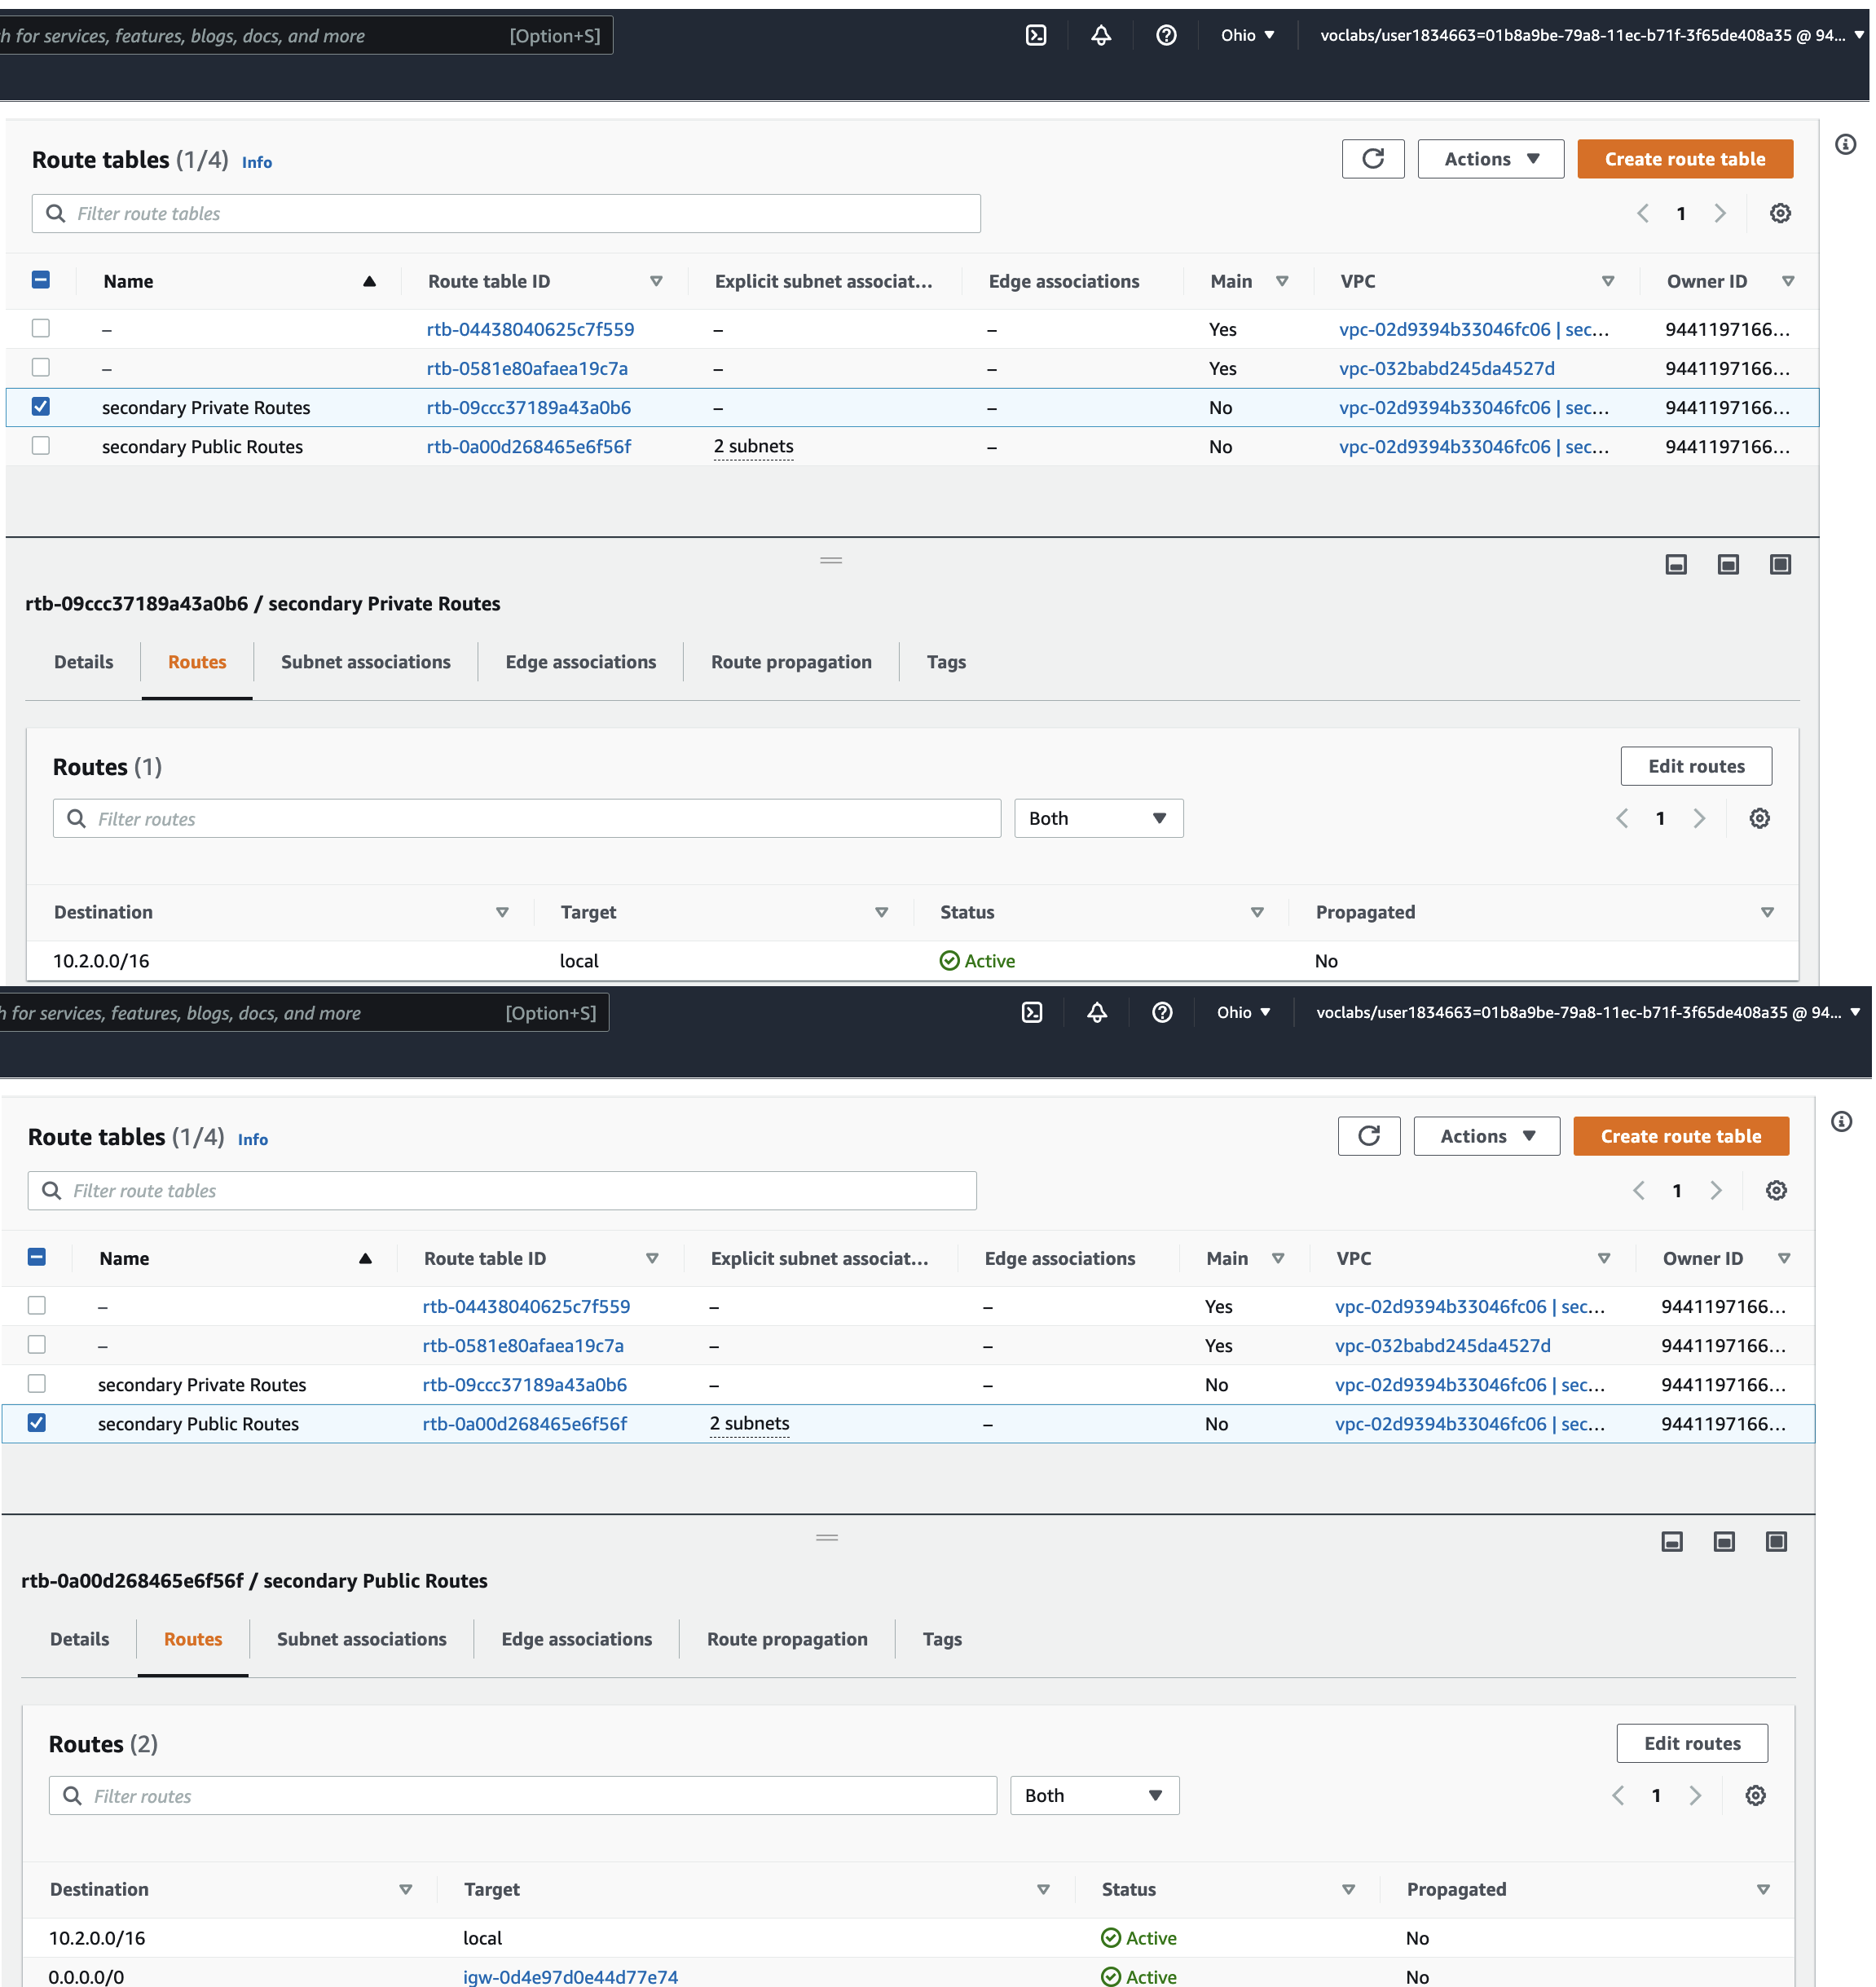 h for services, features, blogs, docs, and more [Option+S] Ohio voclabs/user1834663=01b8a9be-79a8-11ec-b71f-3f65de408a35 @ 94...
Route tables (1/4) Info Actions Create route table
Filter route tables 1
Name Route table ID Explicit subnet associat... Edge associations Main VPC Owner ID
– rtb-04438040625c7f559 – – Yes vpc-02d9394b33046fc06 | sec... 9441197166...
– rtb-0581e80afaea19c7a – – Yes vpc-032babd245da4527d 9441197166...
secondary Private Routes rtb-09ccc37189a43a0b6 – – No vpc-02d9394b33046fc06 | sec... 9441197166...
secondary Public Routes rtb-0a00d268465e6f56f 2 subnets – No vpc-02d9394b33046fc06 | sec... 9441197166...
rtb-09ccc37189a43a0b6 / secondary Private Routes
Details Routes Subnet associations Edge associations Route propagation Tags
Routes (1) Edit routes
Filter routes Both 1
Destination Target Status Propagated
10.2.0.0/16 local Active No
h for services, features, blogs, docs, and more [Option+S] Ohio voclabs/user1834663=01b8a9be-79a8-11ec-b71f-3f65de408a35 @ 94...
Route tables (1/4) Info Actions Create route table
Filter route tables 1
Name Route table ID Explicit subnet associat... Edge associations Main VPC Owner ID
– rtb-04438040625c7f559 – – Yes vpc-02d9394b33046fc06 | sec... 9441197166...
– rtb-0581e80afaea19c7a – – Yes vpc-032babd245da4527d 9441197166...
secondary Private Routes rtb-09ccc37189a43a0b6 – – No vpc-02d9394b33046fc06 | sec... 9441197166...
secondary Public Routes rtb-0a00d268465e6f56f 2 subnets – No vpc-02d9394b33046fc06 | sec... 9441197166...
rtb-0a00d268465e6f56f / secondary Public Routes
Details Routes Subnet associations Edge associations Route propagation Tags
Routes (2) Edit routes
Filter routes Both 1
Destination Target Status Propagated
10.2.0.0/16 local Active No
0.0.0.0/0 igw-0d4e97d0e44d77e74 Active No